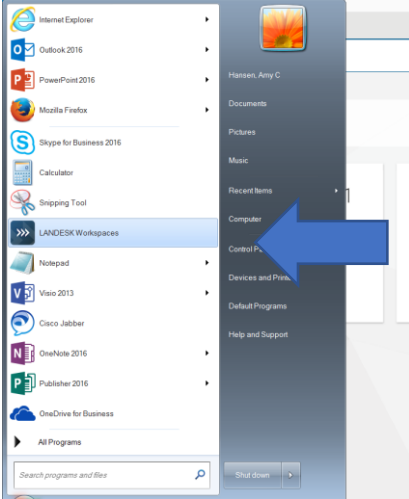 Internet Explorer
Outlook 2016
PowerPoint 2016
Mozilla Firefox
Skype for Business 2016
Calculator
Snipping Tool
LANDESK Workspaces
Notepad
Visio 2013
Cisco Jabber
OneNote 2016
Publisher 2016
OneDrive for Business
All Programs
Search programs and files
Hansen, Amy C
Documents
Pictures
Music
Recent Items
Computer
Control
Devices and
Default Programs
Help and Support
Shut down